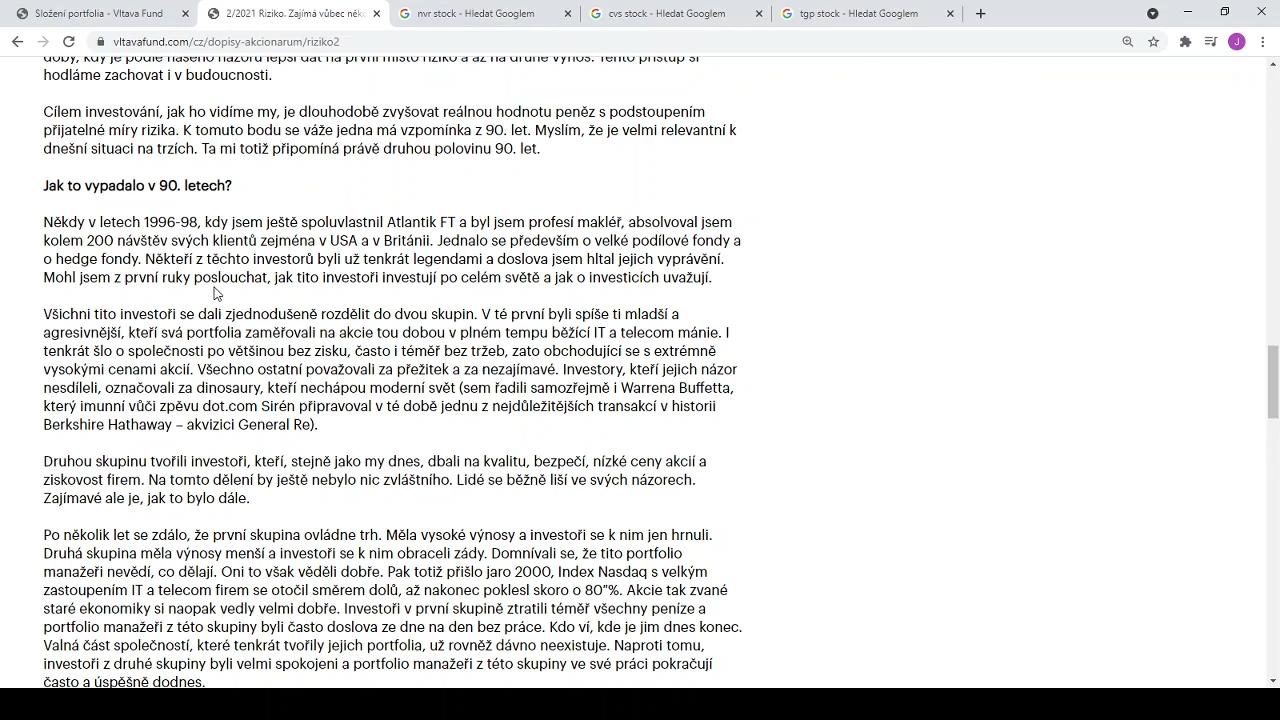 Složení portfolia - Vltava Fund
2/2021 Riziko. Zajímá vůbec něko
nvr stock - Hledat Googlem
cvs stock - Hledat Googlem
tgp stock - Hledat Googlem
vltavafund.com/cz/dopisy-akcionarum/riziko2
J
doby, kdy je podle našeho názoru lepší dát na první místo riziko a až na druhé výnos. Tento přístup si
hodláme zachovat i v budoucnosti.
Cílem investování, jak ho vidíme my, je dlouhodobě zvyšovat reálnou hodnotu peněz s podstoupením
přijatelné míry rizika. K tomuto bodu se váže jedna má vzpomínka z 90. let. Myslím, že je velmi relevantní k
dnešní situaci na trzích. Ta mi totiž připomíná právě druhou polovinu 90. let.
Jak to vypadalo v 90. letech?
Někdy v letech 1996-98, kdy jsem ještě spoluvlastnil Atlantik FT a byl jsem profesí makléř, absolvoval jsem
kolem 200 návštěv svých klientů zejména v USA a v Británii. Jednalo se především o velké podílové fondy a
o hedge fondy. Někteří z těchto investorů byli už tenkrát legendami a doslova jsem hltal jejich vyprávění.
Mohl jsem z první ruky poslouchat, jak tito investoři investují po celém světě a jak o investicích uvažují.
Všichni tito investoři se dali zjednodušeně rozdělit do dvou skupin. V té první byli spíše ti mladší a
agresivnější, kteří svá portfolia zaměřovali na akcie tou dobou v plném tempu běžící IT a telecom mánie. I
tenkrát šlo o společnosti po většinou bez zisku, často i téměř bez tržeb, zato obchodující se s extrémně
vysokými cenami akcií. Všechno ostatní považovali za přežitek a za nezajímavé. Investory, kteří jejich názor
nesdíleli, označovali za dinosaury, kteří nechápou moderní svět (sem řadili samozřejmě i Warrena Buffetta,
který imunní vůči zpěvu dot.com Sirén připravoval v té době jednu z nejdůležitějších transakcí v historii
Berkshire Hathaway – akvizici General Re).
Druhou skupinu tvořili investoři, kteří, stejně jako my dnes, dbali na kvalitu, bezpečí, nízké ceny akcií a
ziskovost firem. Na tomto dělení by ještě nebylo nic zvláštního. Lidé se běžně liší ve svých názorech.
Zajímavé ale je, jak to bylo dále.
Po několik let se zdálo, že první skupina ovládne trh. Měla vysoké výnosy a investoři se k nim jen hrnuli.
Druhá skupina měla výnosy menší a investoři se k nim obraceli zády. Domnívali se, že tito portfolio
manažeři nevědí, co dělají. Oni to však věděli dobře. Pak totiž přišlo jaro 2000, Index Nasdaq s velkým
zastoupením IT a telecom firem se otočil směrem dolů, až nakonec poklesl skoro o 80"%. Akcie tak zvané
staré ekonomiky si naopak vedly velmi dobře. Investoři v první skupině ztratili téměř všechny peníze a
portfolio manažeři z této skupiny byli často doslova ze dne na den bez práce. Kdo ví, kde je jim dnes konec.
Valná část společností, které tenkrát tvořily jejich portfolia, už rovněž dávno neexistuje. Naproti tomu,
investoři z druhé skupiny byli velmi spokojeni a portfolio manažeři z této skupiny ve své práci pokračují
často a úspěšně dodnes.